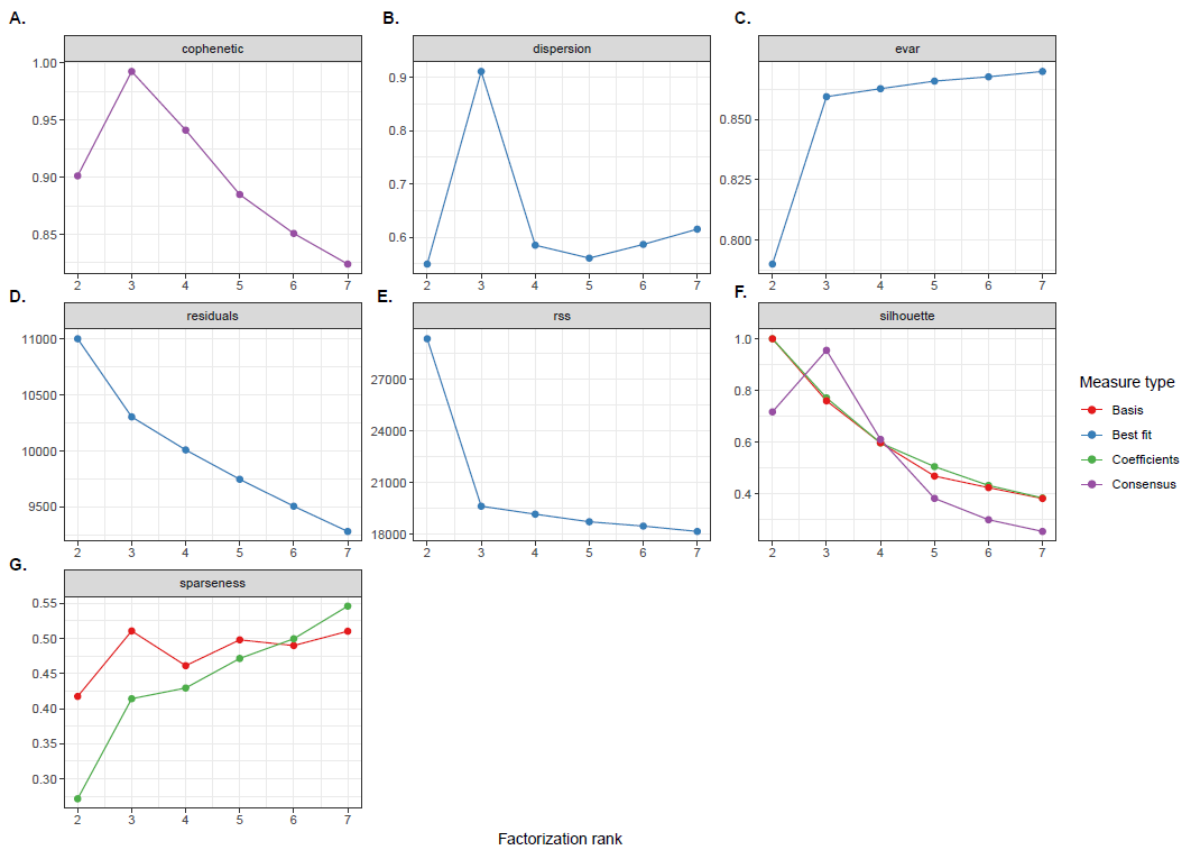 A.
cophenetic
1.00
0.95
0.90
0.85
2 3 4 5 6 7
B.
dispersion
0.9
0.8
0.7
0.6
2 3 4 5 6 7
C.
evar
0.850
0.825
0.800
2 3 4 5 6 7
D.
residuals
11000
10500
10000
9500
2 3 4 5 6 7
E.
rss
27000
24000
21000
18000
2 3 4 5 6 7
F.
silhouette
1.0
0.8
0.6
0.4
2 3 4 5 6 7
Measure type
Basis
Best fit
Coefficients
Consensus
G.
sparseness
0.55
0.50
0.45
0.40
0.35
0.30
2 3 4 5 6 7
Factorization rank